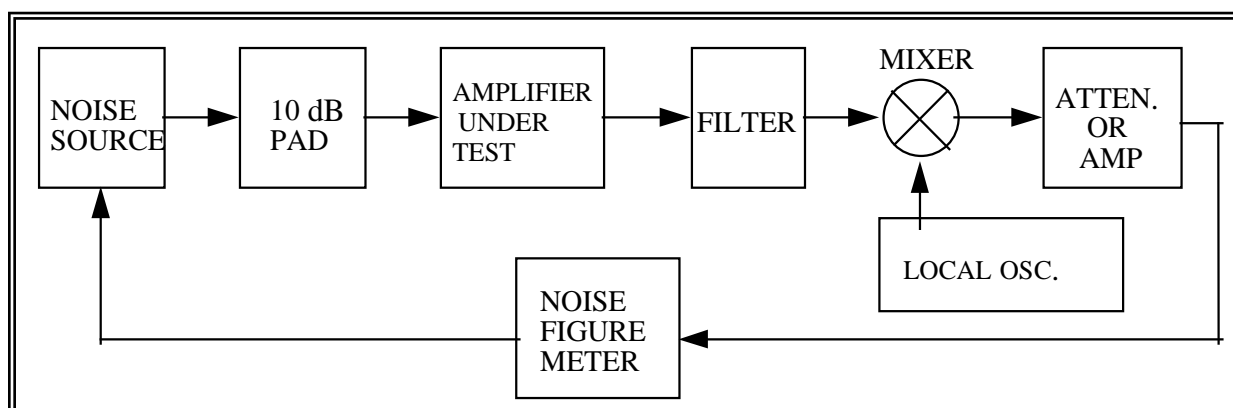 NOISE
SOURCE
10 dB
PAD
AMPLIFIER
UNDER
TEST
FILTER
MIXER
ATTEN.
OR
AMP
LOCAL OSC.
NOISE
FIGURE
METER